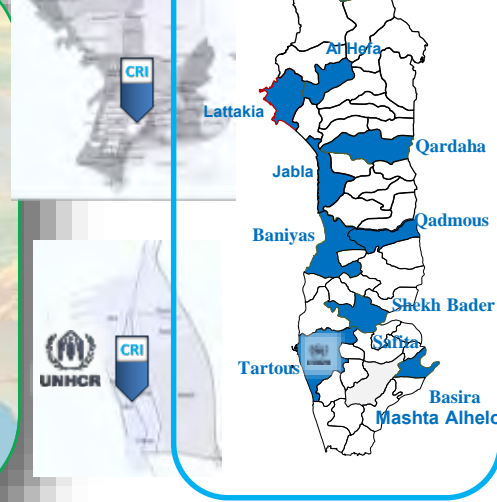 CRI
Al Hefa
Lattakia
Qardaha
Jabla
Qadmous
Baniyas
Shekh Bader
Safita
CRI
UNHCR
Tartous
Basira
Mashta Alhelo